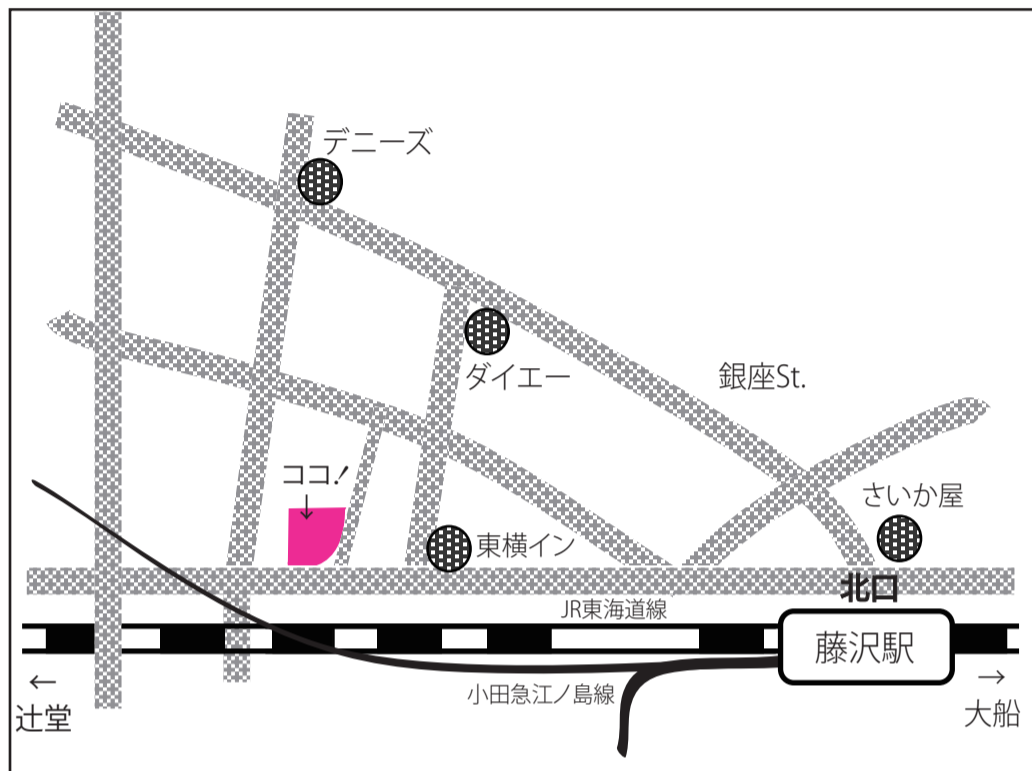 デニーズ
ダイエー
銀座St.
ココ!
↓
さいか屋
東横イン
北口
JR東海道線
藤沢駅
←
辻堂
小田急江ノ島線
→
大船